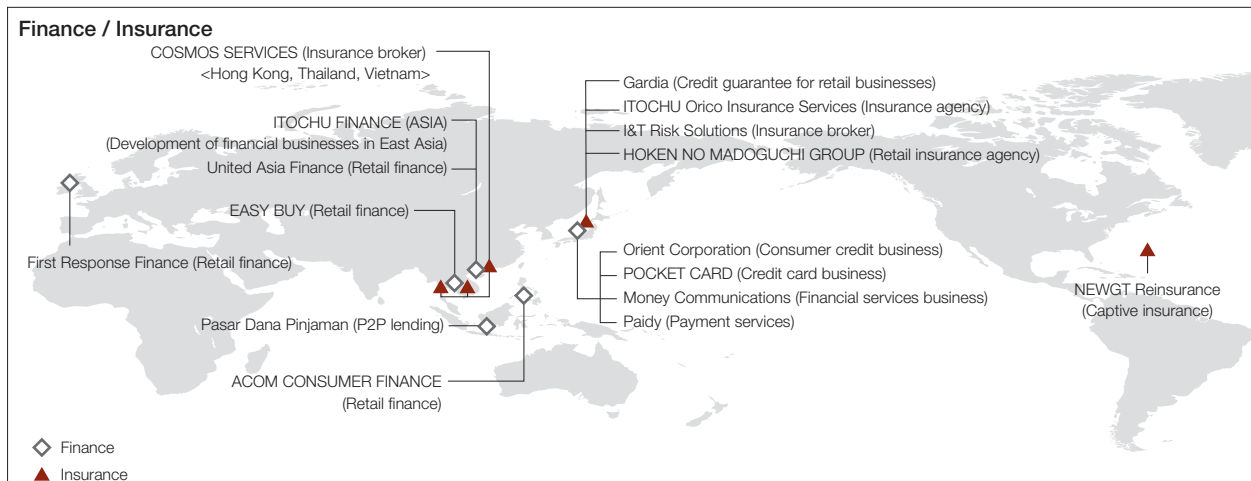 Finance / Insurance
COSMOS SERVICES (Insurance broker)
<Hong Kong, Thailand, Vietnam>
ITOCHU FINANCE (ASIA)
(Development of financial businesses in East Asia)
United Asia Finance (Retail finance)
EASY BUY (Retail finance)
First Response Finance (Retail finance)
Pasar Dana Pinjaman (P2P lending)
ACOM CONSUMER FINANCE
(Retail finance)
Gardia (Credit guarantee for retail businesses)
ITOCHU Orico Insurance Services (Insurance agency)
I&T Risk Solutions (Insurance broker)
HOKEN NO MADOGUCHI GROUP (Retail insurance agency)
Orient Corporation (Consumer credit business)
POCKET CARD (Credit card business)
Money Communications (Financial services business)
Paidy (Payment services)
NEWGT Reinsurance
(Captive insurance)
Finance
Insurance